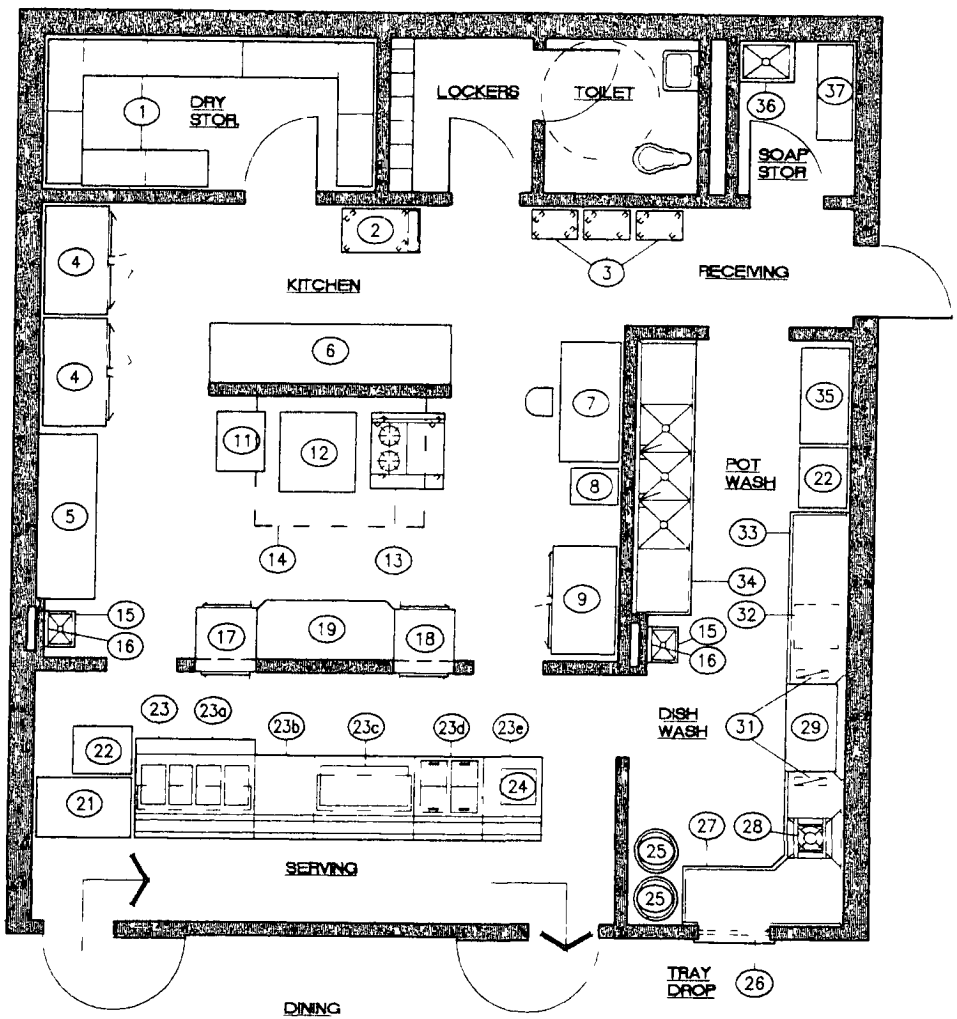 LOCKERS
TOILET
36
37
1
DRY
STOR.
SOAP
STOR
2
3
4
KITCHEN
RECEIVING
6
4
7
35
11
12
8
POT
WASH
22
5
33
14
13
9
34
32
15
16
17
19
18
15
16
23
23a
23b
23c
23d
23e
DISH
WASH
31
29
22
24
21
27
28
25
25
SERVING
TRAY
DROP
26
DINING